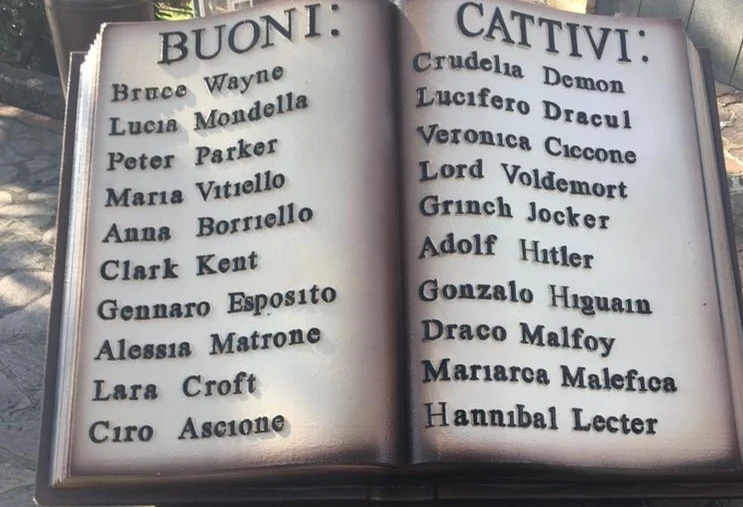 BUONI:
Bruce Wayne
Lucia Mondella
Peter Parker
Maria Vitiello
Anna Borriello
Clark Kent
Gennaro Esposito
Alessia Matrone
Lara Croft
Ciro Ascione
CATTIVI:
Crudelia Demon
Lucifero Dracul
Veronica Ciccone
Lord Voldemort
Grinch Jocker
Adolf Hitler
Gonzalo Higuain
Draco Malfoy
Mariarca Malefica
Hannibal Lecter